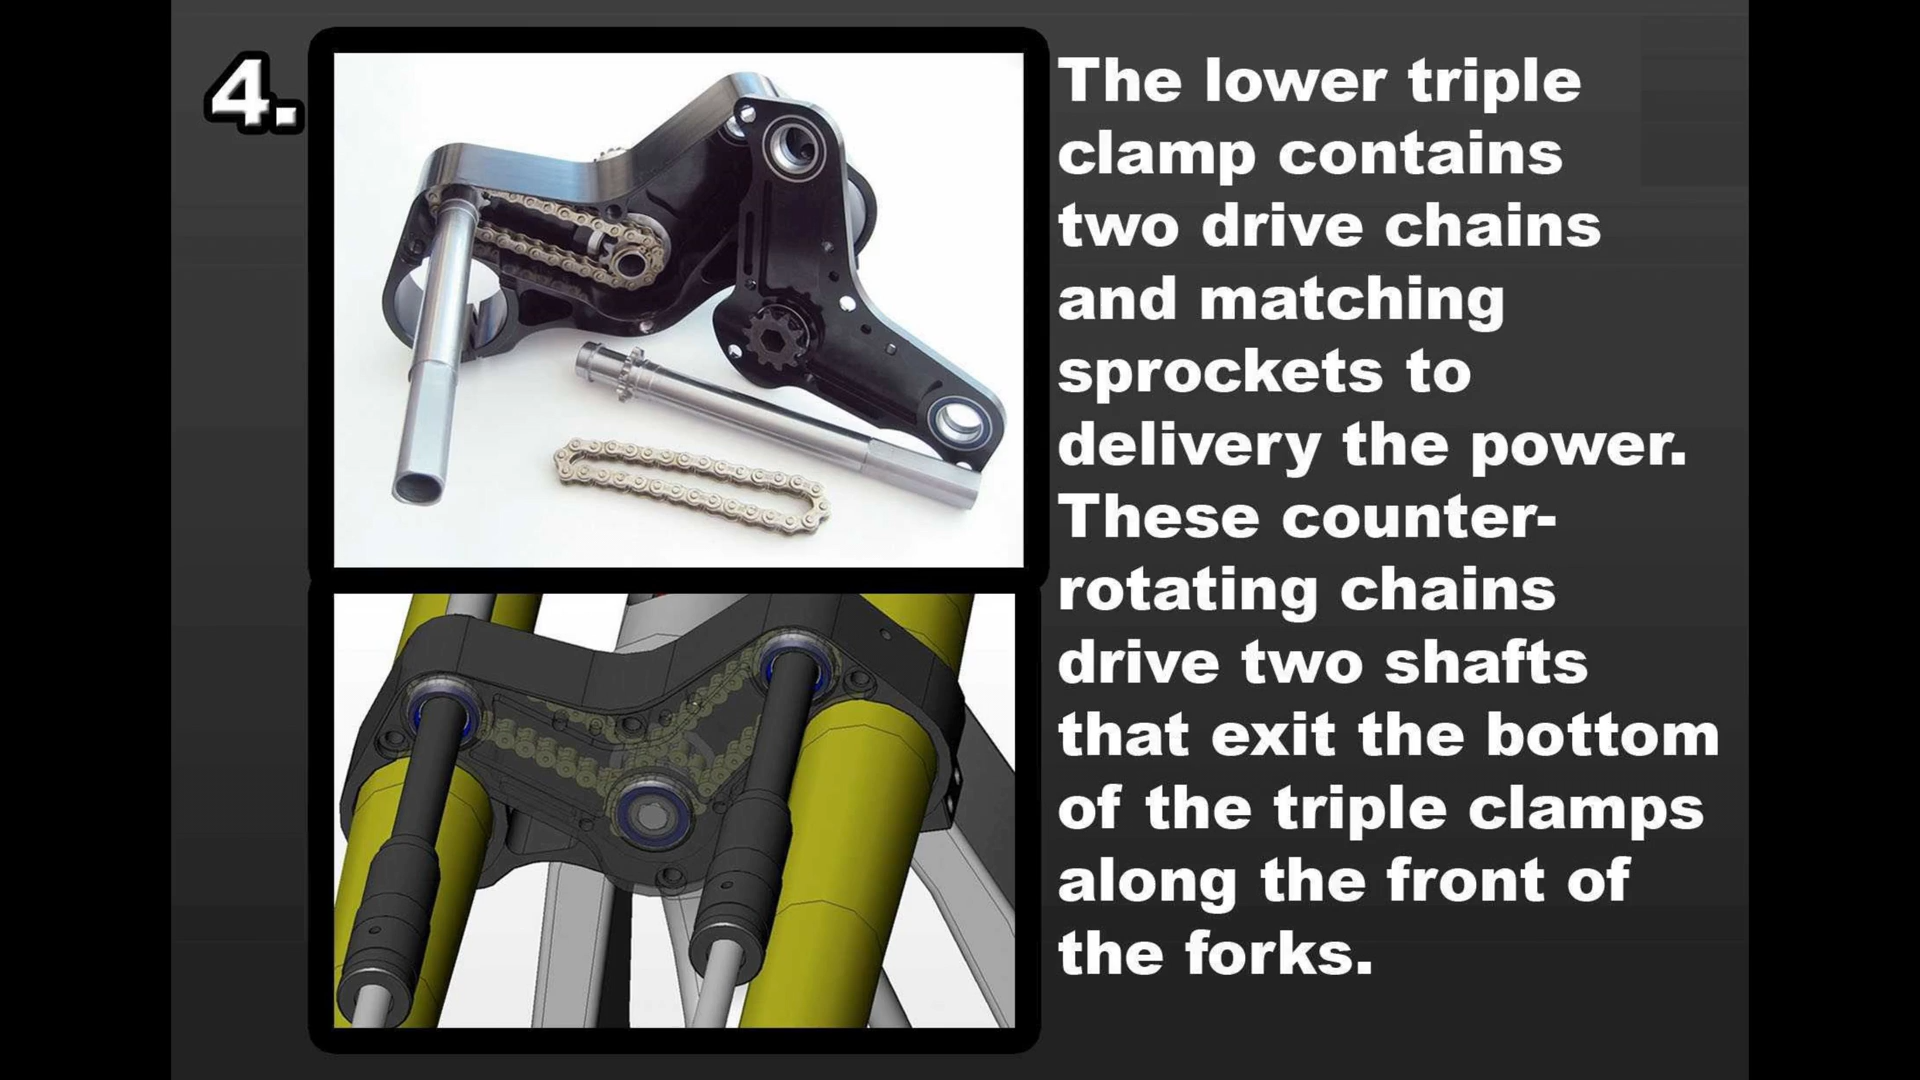 4.
The lower triple
clamp contains
two drive chains
and matching
sprockets to
delivery the power.
These counter-
rotating chains
drive two shafts
that exit the bottom
of the triple clamps
along the front of
the forks.